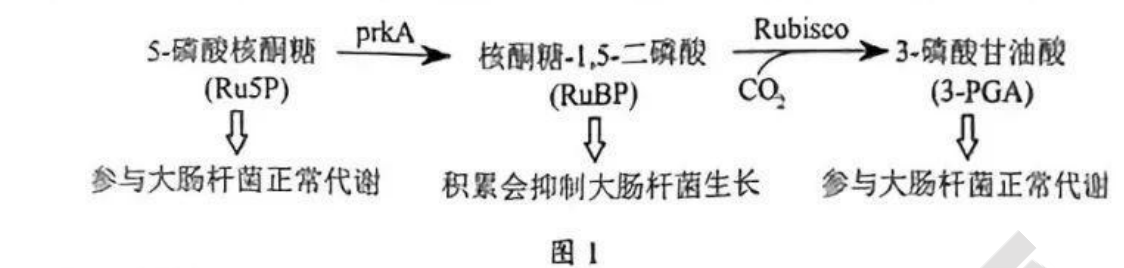 prkA
Rubisco
5-磷酸核酮糖
核酮糖-1,5-二磷酸
3-磷酸甘油酸
CO₂
(Ru5P)
(RuBP)
(3-PGA)
参与大肠杆菌正常代谢
积累会抑制大肠杆菌生长
参与大肠杆菌正常代谢
图 1